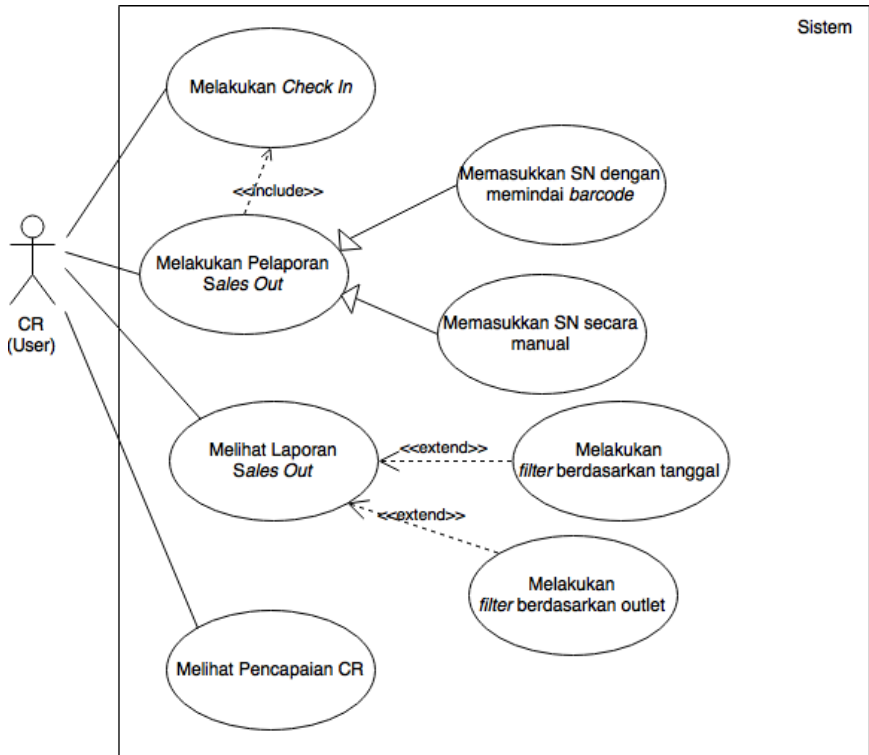 Sistem
Melakukan Check In
<<include>>
Memasukkan SN dengan
memindai barcode
Melakukan Pelaporan
Sales Out
CR
(User)
Memasukkan SN secara
manual
Melihat Laporan
Sales Out
<<extend>>
Melakukan
filter berdasarkan tanggal
<<extend>>
Melakukan
filter berdasarkan outlet
Melihat Pencapaian CR